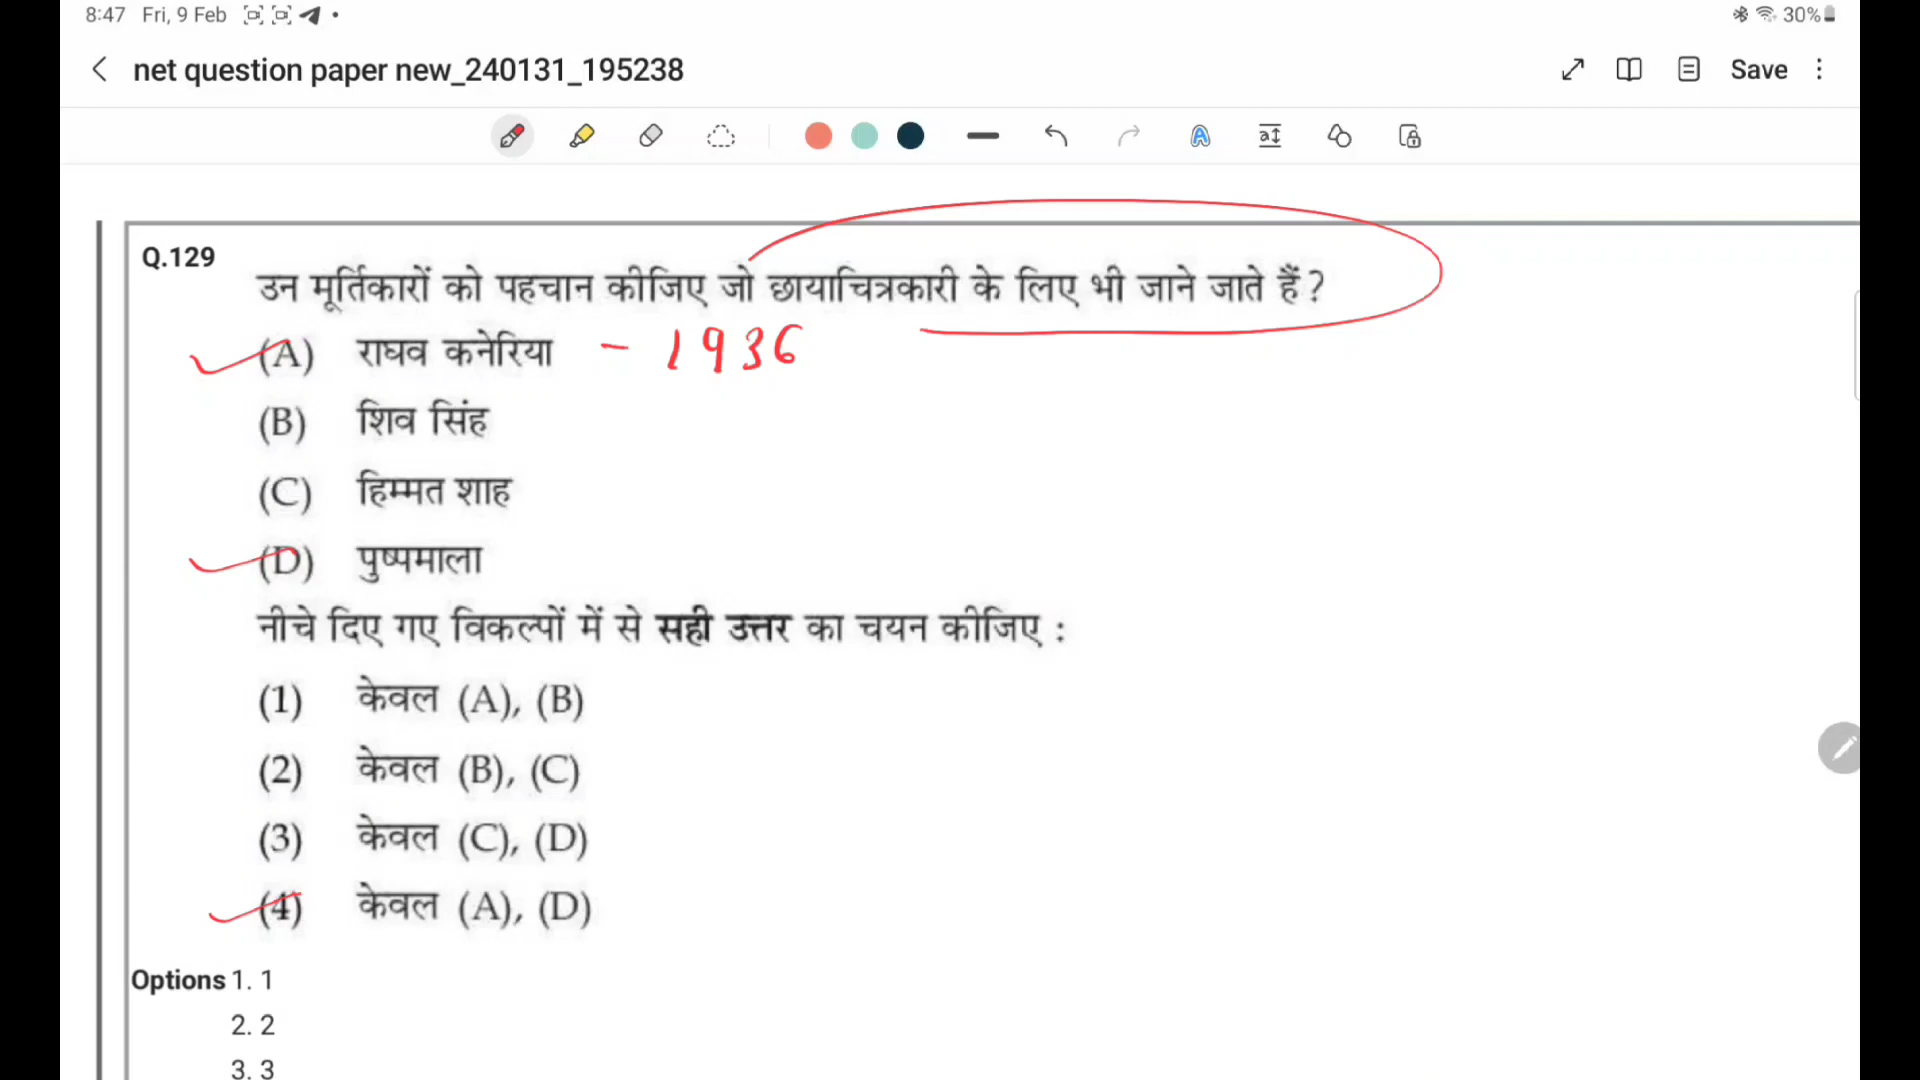 8:47 Fri, 9 Feb
30%
net question paper new_240131_195238
Save
Q.129
उन मूर्तिकारों को पहचान कीजिए जो छायाचित्रकारी के लिए भी जाने जाते हैं ?
(A) राघव कनेरिया - 1936
(B) शिव सिंह
(C) हिम्मत शाह
(D) पुष्पमाला
नीचे दिए गए विकल्पों में से सही उत्तर का चयन कीजिए :
(1) केवल (A), (B)
(2) केवल (B), (C)
(3) केवल (C), (D)
(4) केवल (A), (D)
Options 1. 1
2. 2
3. 3